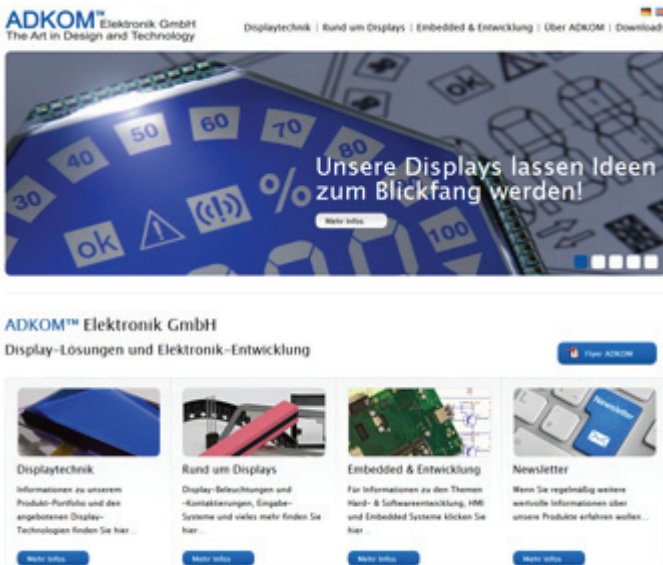 ADKOM™ Elektronik GmbH
The Art in Design and Technology
Displaytechnik | Rund um Displays | Embedded & Entwicklung | Über ADKOM | Downloads
30 40 50 60 70 80 100
ok
%
ok
Unsere Displays lassen Ideen
zum Blickfang werden!
Mehr Infos
ADKOM™ Elektronik GmbH
Display-Lösungen und Elektronik-Entwicklung
Flyer ADKOM
Newsletter
Displaytechnik
Informationen zu unserem
Produkt-Portfolio und den
angebotenen Display-
Technologien finden Sie hier...
Mehr Infos
Rund um Displays
Display-Beleuchtungen und
-Kontaktierungen, Eingabe-
Systeme und vieles mehr finden Sie
hier...
Mehr Infos
Embedded & Entwicklung
Für Informationen zu den Themen
Hard- & Softwareentwicklung, HMI
und Embedded Systeme klicken Sie
hier...
Mehr Infos
Newsletter
Wenn Sie regelmäßig weitere
wertvolle Informationen über
unsere Produkte erfahren wollen...
Mehr Infos